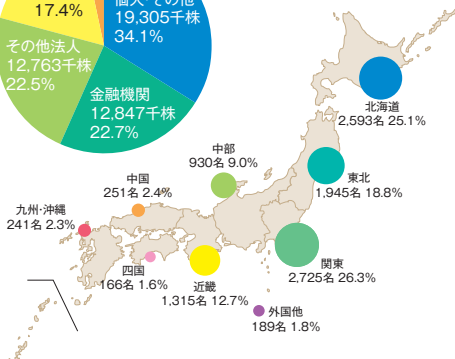 17.4%
個人・その他
19,305千株
34.1%
その他法人
12,763千株
22.5%
金融機関
12,847千株
22.7%
北海道
2,593名 25.1%
中部
930名 9.0%
東北
1,945名 18.8%
中国
251名 2.4%
九州・沖縄
241名 2.3%
関東
2,725名 26.3%
四国
166名 1.6%
近畿
1,315名 12.7%
外国他
189名 1.8%